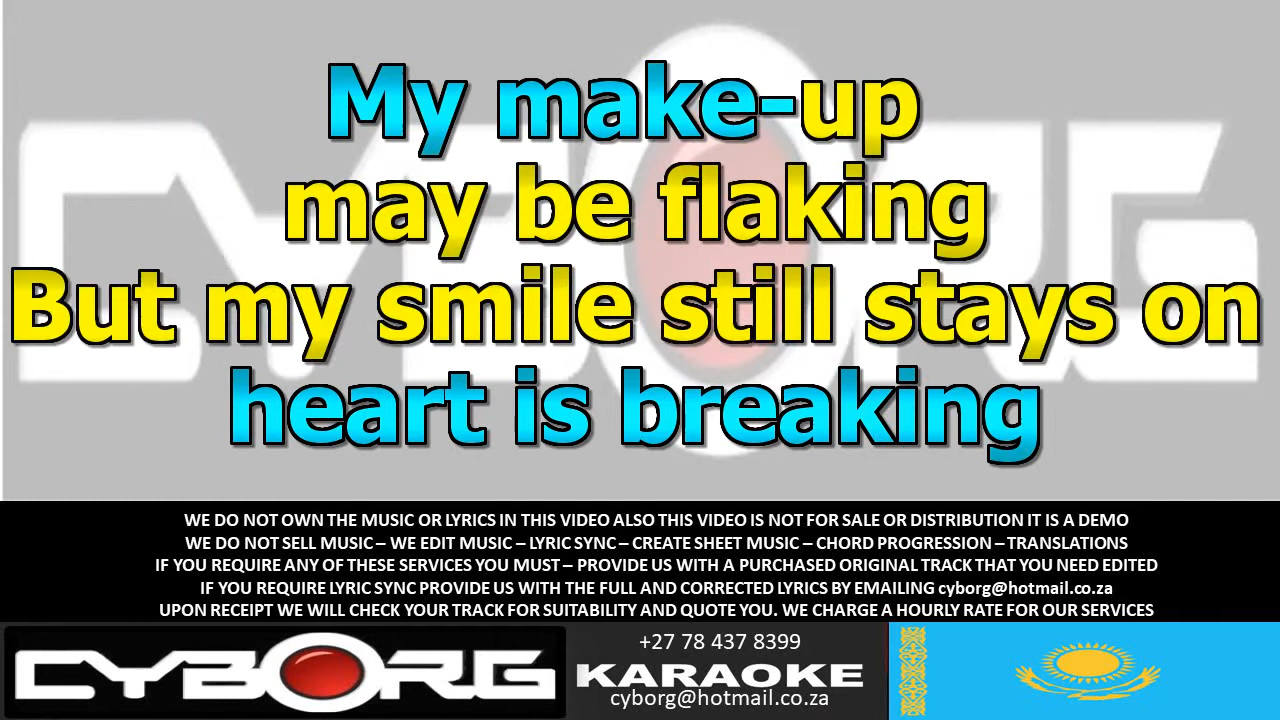 CYBORG
My make-up
may be flaking
But my smile still stays on
heart is breaking
WE DO NOT OWN THE MUSIC OR LYRICS IN THIS VIDEO ALSO THIS VIDEO IS NOT FOR SALE OR DISTRIBUTION IT IS A DEMO
WE DO NOT SELL MUSIC – WE EDIT MUSIC – LYRIC SYNC – CREATE SHEET MUSIC – CHORD PROGRESSION – TRANSLATIONS
IF YOU REQUIRE ANY OF THESE SERVICES YOU MUST – PROVIDE US WITH A PURCHASED ORIGINAL TRACK THAT YOU NEED EDITED
IF YOU REQUIRE LYRIC SYNC PROVIDE US WITH THE FULL AND CORRECTED LYRICS BY EMAILING cyborg@hotmail.co.za
UPON RECEIPT WE WILL CHECK YOUR TRACK FOR SUITABILITY AND QUOTE YOU. WE CHARGE A HOURLY RATE FOR OUR SERVICES
CYBORG
+27 78 437 8399
KARAOKE
cyborg@hotmail.co.za